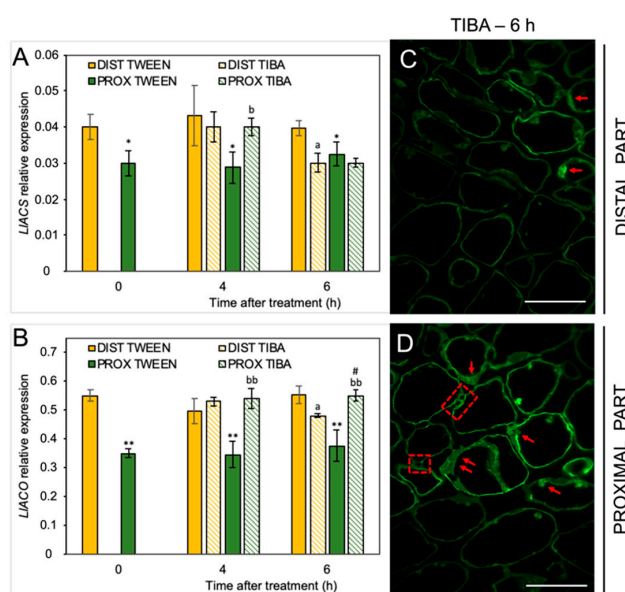 TIBA – 6 h
A
DIST TWEEN
DIST TIBA
PROX TWEEN
PROX TIBA
LlACS relative expression
0.06
0.05
0.04
0.03
0.02
0.01
0
*
*
b
a
*
0
4
6
Time after treatment (h)
C
DISTAL PART
B
DIST TWEEN
DIST TIBA
PROX TWEEN
PROX TIBA
LlACO relative expression
0.7
0.6
0.5
0.4
0.3
0.2
0.1
0
**
**
bb
a
**
#
bb
0
4
6
Time after treatment (h)
D
PROXIMAL PART